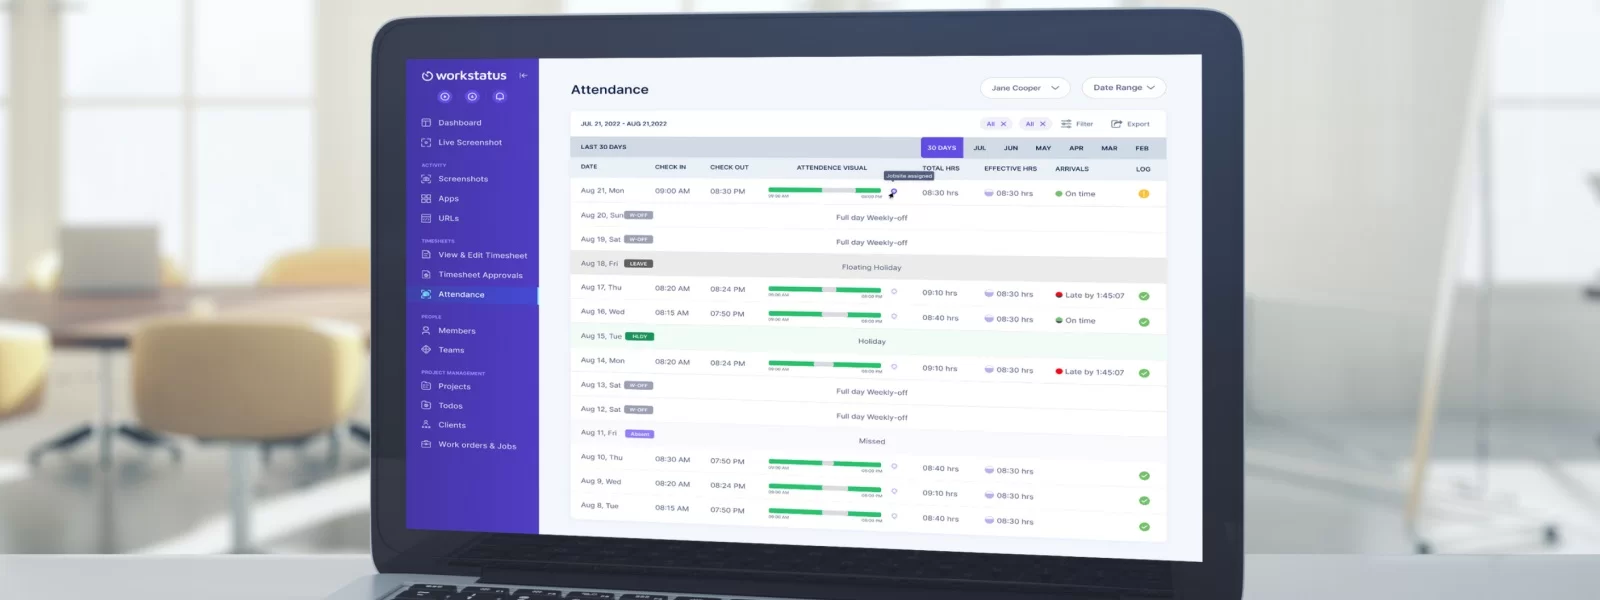 workstatus
Dashboard
Live Screenshot
ACTIVITY
Screenshots
Apps
URLs
TIMESHEETS
View & Edit Timesheet
Timesheet Approvals
Attendance
PEOPLE
Members
Teams
PROJECT MANAGEMENT
Projects
Todos
Clients
Work orders & Jobs
Attendance
Jane Cooper
Date Range
JUL 21, 2022 - AUG 21,2022
All X All X Filter Export
LAST 30 DAYS 30 DAYS JUL JUN MAY APR MAR FEB
DATE CHECK IN CHECK OUT ATTENDENCE VISUAL TOTAL HRS EFFECTIVE HRS ARRIVALS LOG
Jobsite assigned
Aug 21, Mon 09:00 AM 08:30 PM 08:30 hrs 08:30 hrs On time
Aug 20, Sun W-OFF Full day Weekly-off
Aug 19, Sat W-OFF Full day Weekly-off
Aug 18, Fri LEAVE Floating Holiday
Aug 17, Thu 08:20 AM 08:24 PM 09:10 hrs 08:30 hrs Late by 1:45:07
Aug 16, Wed 08:15 AM 07:50 PM 08:40 hrs 08:30 hrs On time
Aug 15, Tue HLDY Holiday
Aug 14, Mon 08:20 AM 08:24 PM 09:10 hrs 08:30 hrs Late by 1:45:07
Aug 13, Sat W-OFF Full day Weekly-off
Aug 12, Sat W-OFF Full day Weekly-off
Aug 11, Fri Missed
Aug 10, Thu 08:30 AM 07:50 PM 08:40 hrs 08:30 hrs
Aug 9, Wed 08:20 AM 08:24 PM 09:10 hrs 08:30 hrs
Aug 8, Tue 08:15 AM 07:50 PM 08:40 hrs 08:30 hrs